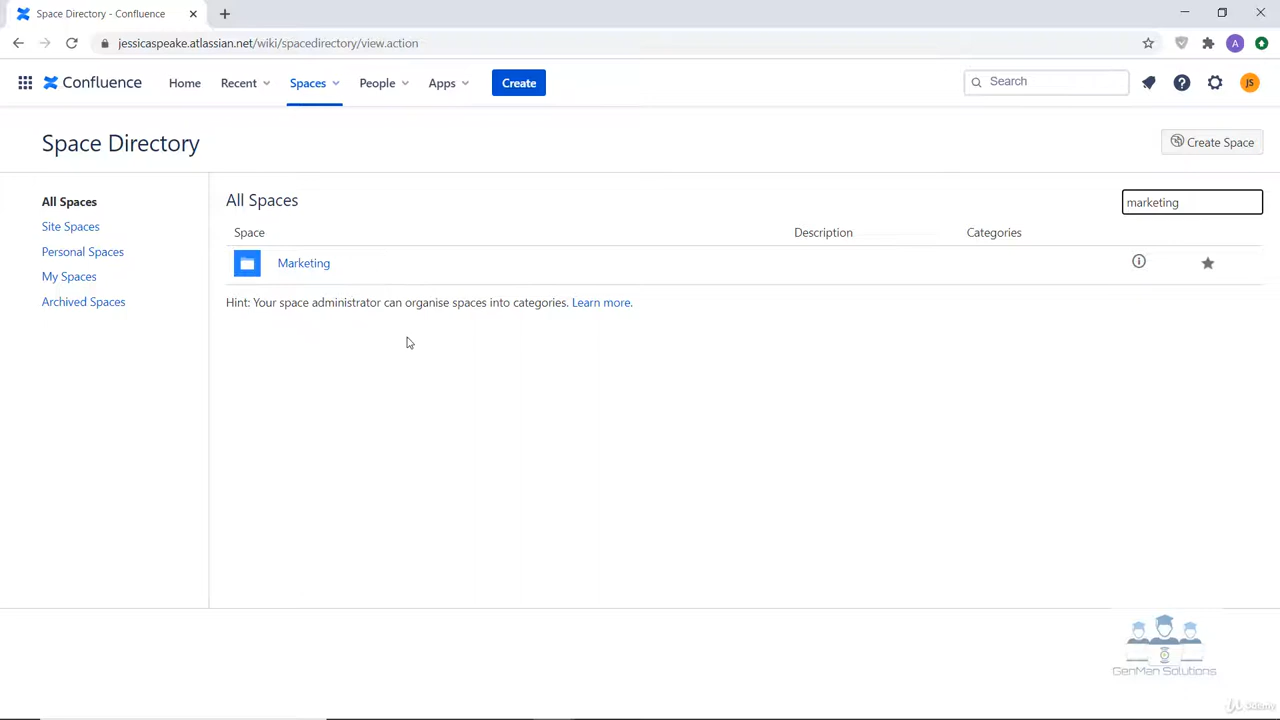 Space Directory - Confluence
jessicaspeake.atlassian.net/wiki/spacedirectory/view.action
A
Confluence Home Recent Spaces People Apps Create Search JS
Space Directory
Create Space
All Spaces
Site Spaces
Personal Spaces
My Spaces
Archived Spaces
All Spaces
marketing
Space Description Categories
Marketing
Hint: Your space administrator can organise spaces into categories. Learn more.
GenMan Solutions
Udemy